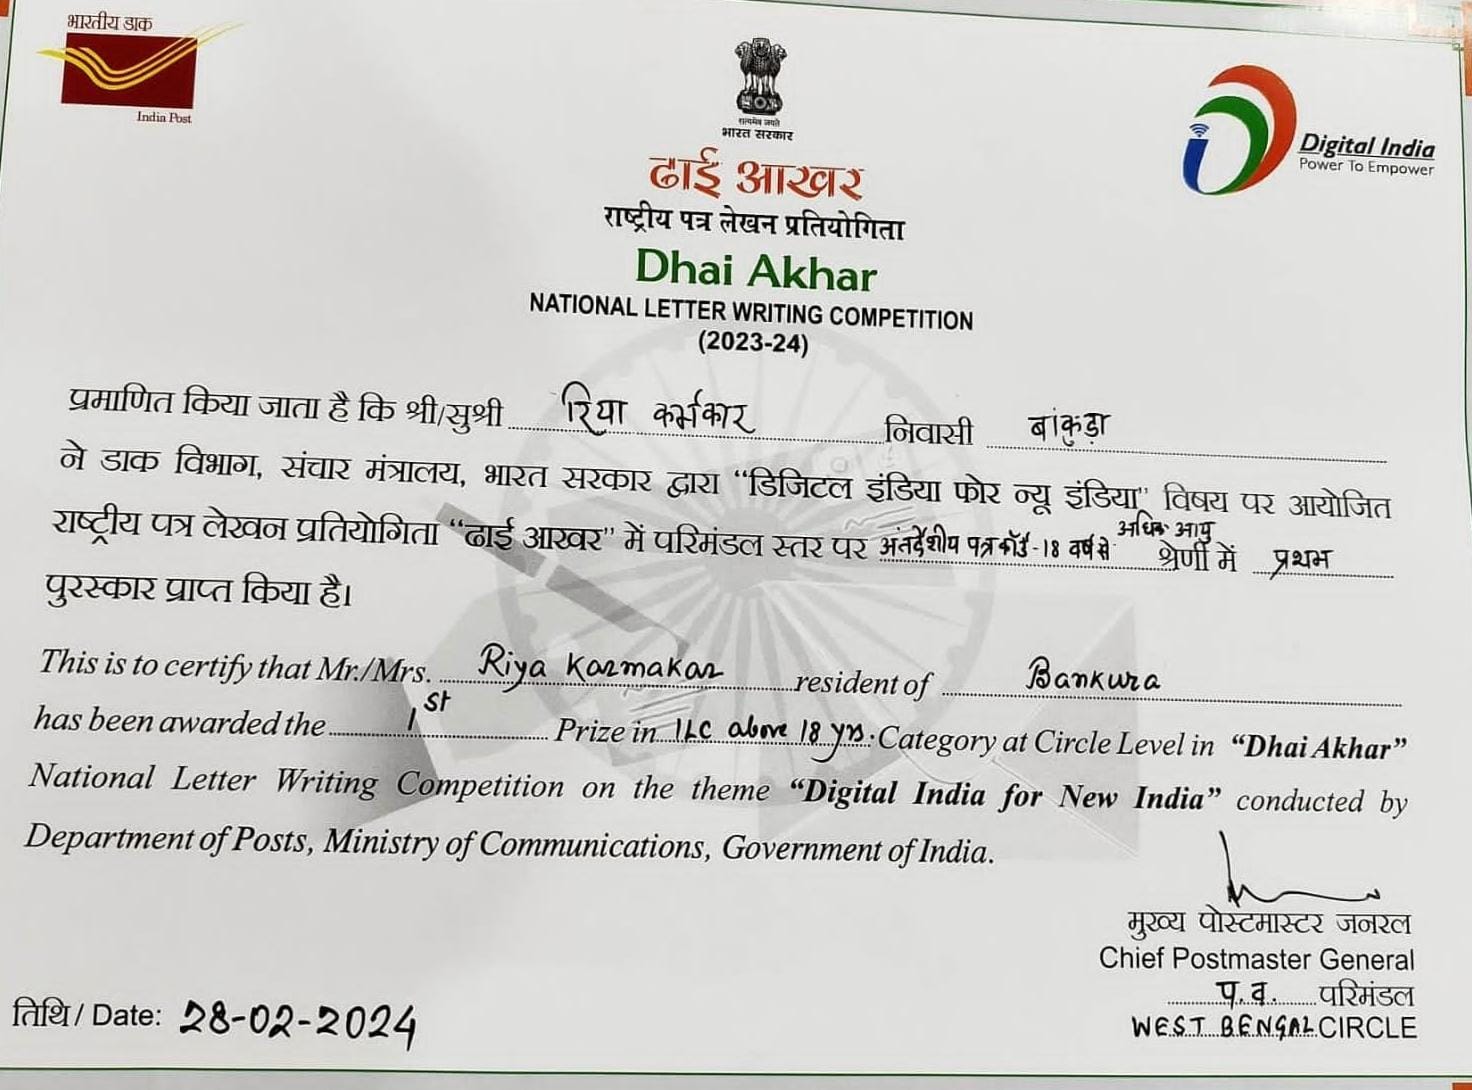 भारतीय डाक
India Post
सत्यमेव जयते
भारत सरकार
Digital India
Power To Empower
ढाई आखर
राष्ट्रीय पत्र लेखन प्रतियोगिता
Dhai Akhar
NATIONAL LETTER WRITING COMPETITION
(2023-24)
प्रमाणित किया जाता है कि श्री/सुश्री रिया कर्मकार निवासी बांकुड़ा
ने डाक विभाग, संचार मंत्रालय, भारत सरकार द्वारा "डिजिटल इंडिया फोर न्यू इंडिया" विषय पर आयोजित
राष्ट्रीय पत्र लेखन प्रतियोगिता "ढाई आखर" में परिमंडल स्तर पर अंतर्देशीय पत्र कॉर्ड - 18 वर्ष से अधिक आयु श्रेणी में प्रथम
पुरस्कार प्राप्त किया है।
This is to certify that Mr./Mrs. Riya Karmakar resident of Bankura
has been awarded the 1st Prize in ILC above 18 yrs. Category at Circle Level in "Dhai Akhar"
National Letter Writing Competition on the theme "Digital India for New India" conducted by
Department of Posts, Ministry of Communications, Government of India.
मुख्य पोस्टमास्टर जनरल
Chief Postmaster General
प.बं. परिमंडल
WEST BENGAL CIRCLE
तिथि / Date: 28-02-2024